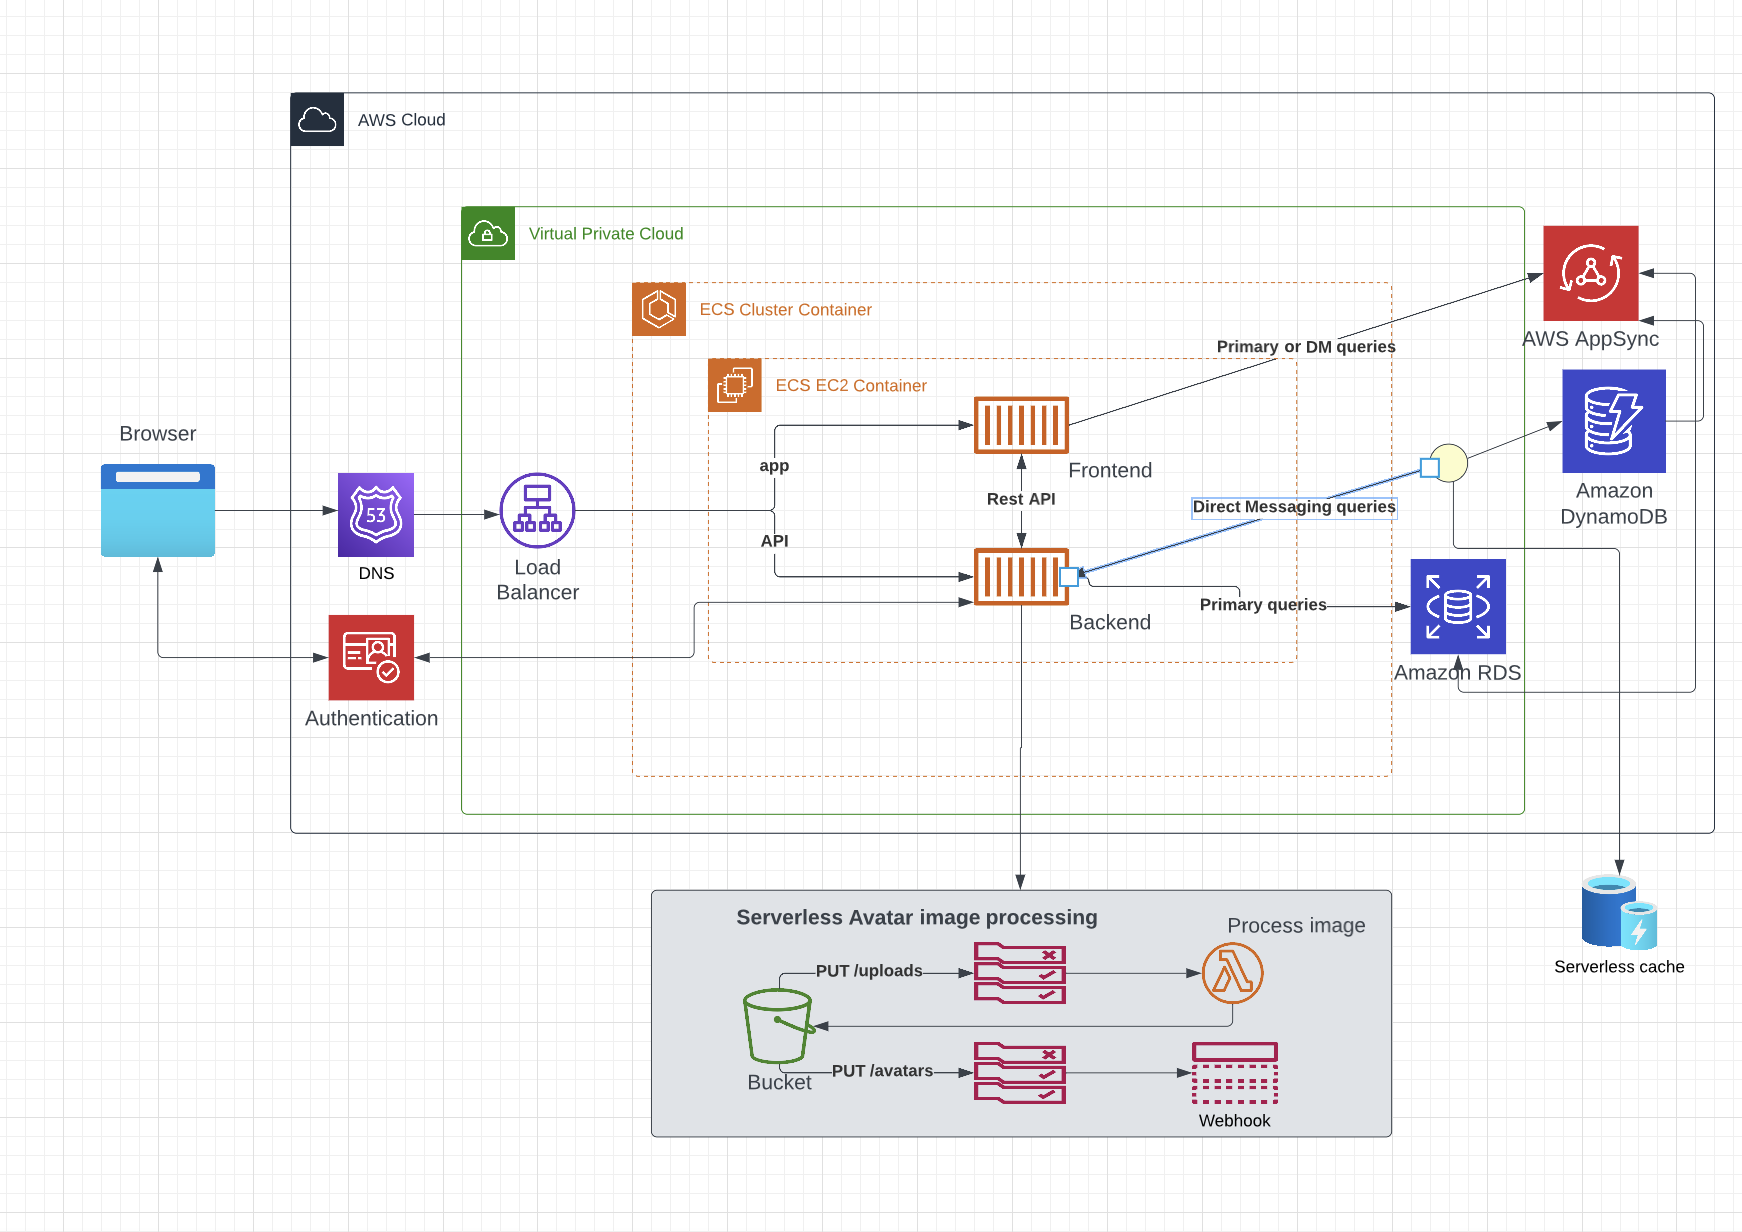 AWS Cloud
Virtual Private Cloud
ECS Cluster Container
AWS AppSync
Primary or DM queries
ECS EC2 Container
Browser
app
Frontend
Rest API
Amazon
DynamoDB
Direct Messaging queries
53
API
DNS
Load
Balancer
Backend
Primary queries
Amazon RDS
Authentication
Serverless Avatar image processing
Process image
PUT /uploads
Serverless cache
PUT /avatars
Bucket
Webhook